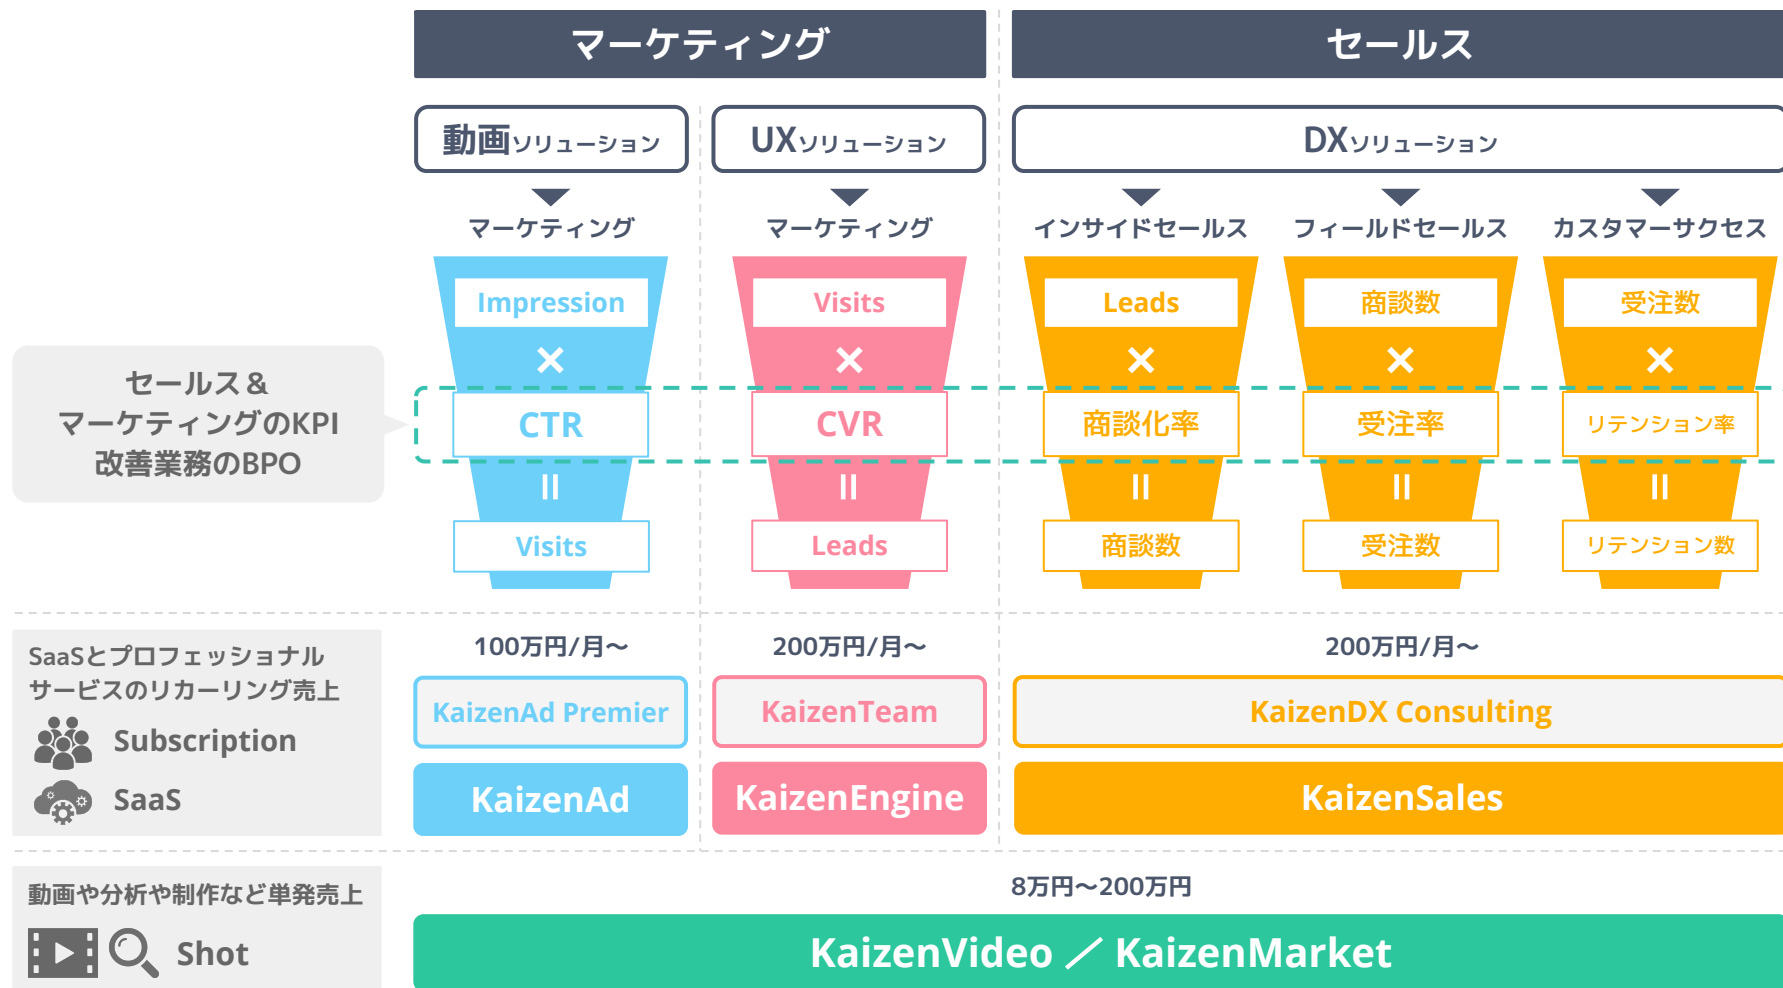 マーケティング
セールス
動画ソリューション
UXソリューション
DXソリューション
マーケティング
マーケティング
インサイドセールス
フィールドセールス
カスタマーサクセス
Impression
Visits
Leads
商談数
受注数
×
×
×
×
×
セールス＆
マーケティングのKPI
改善業務のBPO
CTR
CVR
商談化率
受注率
リテンション率
=
=
=
=
=
Visits
Leads
商談数
受注数
リテンション数
SaaSとプロフェッショナル
サービスのリカーリング売上
Subscription
SaaS
100万円/月〜
200万円/月〜
200万円/月〜
KaizenAd Premier
KaizenTeam
KaizenDX Consulting
KaizenAd
KaizenEngine
KaizenSales
動画や分析や制作など単発売上
Shot
8万円〜200万円
KaizenVideo ／ KaizenMarket